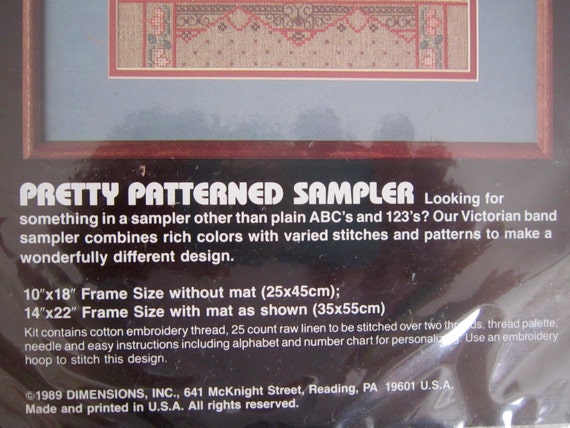 PRETTY PATTERNED SAMPLER Looking for
something in a sampler other than plain ABC's and 123's? Our Victorian band
sampler combines rich colors with varied stitches and patterns to make a
wonderfully different design.
10"x18" Frame Size without mat (25x45cm);
14"x22" Frame Size with mat as shown (35x55cm)
Kit contains cotton embroidery thread, 25 count raw linen to be stitched over two threads, thread palette,
needle and easy instructions including alphabet and number chart for personalizing. Use an embroidery
hoop to stitch this design.
©1989 DIMENSIONS, INC., 641 McKnight Street, Reading, PA 19601 U.S.A.
Made and printed in U.S.A. All rights reserved.